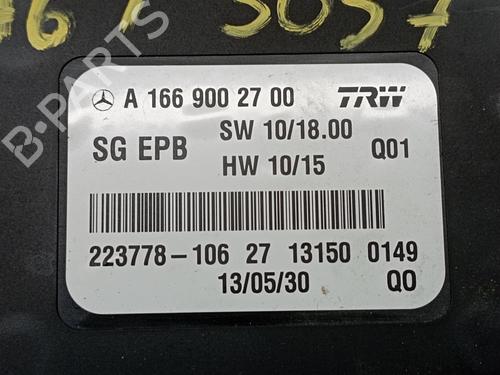 5057
A 166 900 27 00 TRW
SG EPB SW 10/18.00 Q01
HW 10/15
223778-106 27 13150 0149
13/05/30 QO
B-PARTS